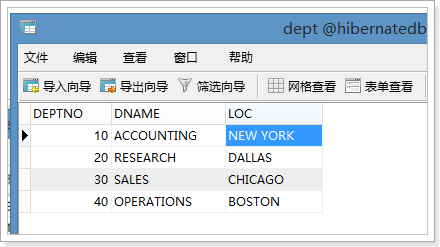 dept @hibernatedb
文件 编辑 查看 窗口 帮助
导入向导 导出向导 筛选向导 网格查看 表单查看
DEPTNO DNAME LOC
10 ACCOUNTING NEW YORK
20 RESEARCH DALLAS
30 SALES CHICAGO
40 OPERATIONS BOSTON